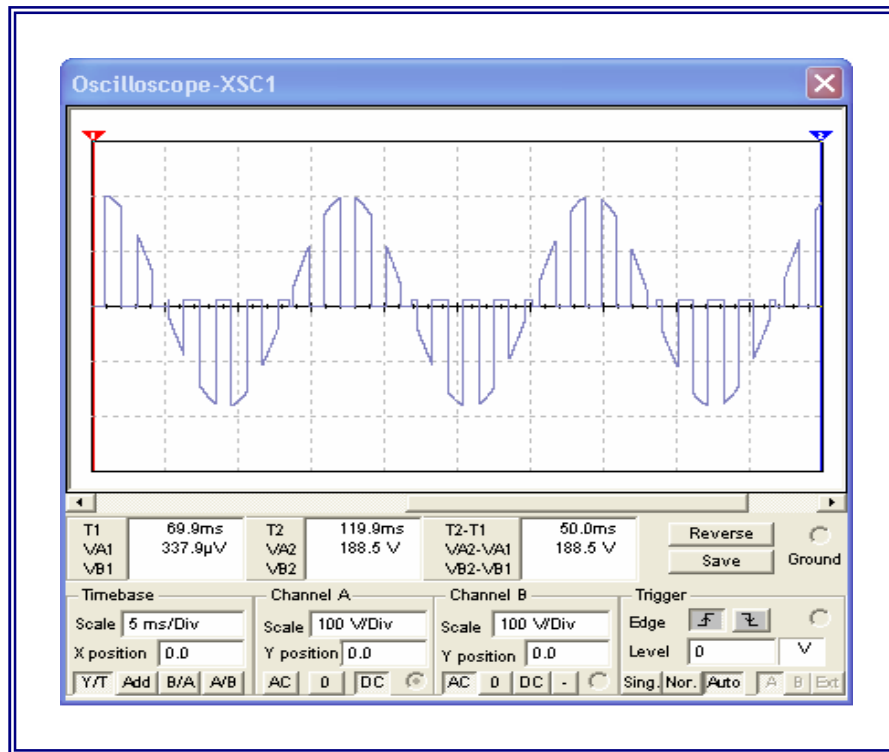 Oscilloscope-XSC1
1 2
T1 69.9ms T2 119.9ms T2-T1 50.0ms Reverse
VA1 337.9µV VA2 188.5 V VA2-VA1 188.5 V
VB1 VB2 VB2-VB1 Save Ground
Timebase Channel A Channel B Trigger
Scale 5 ms/Div Scale 100 V/Div Scale 100 V/Div Edge
X position 0.0 Y position 0.0 Y position 0.0 Level 0 V
Y/T Add B/A A/B AC 0 DC AC 0 DC - Sing. Nor. Auto A B Ext